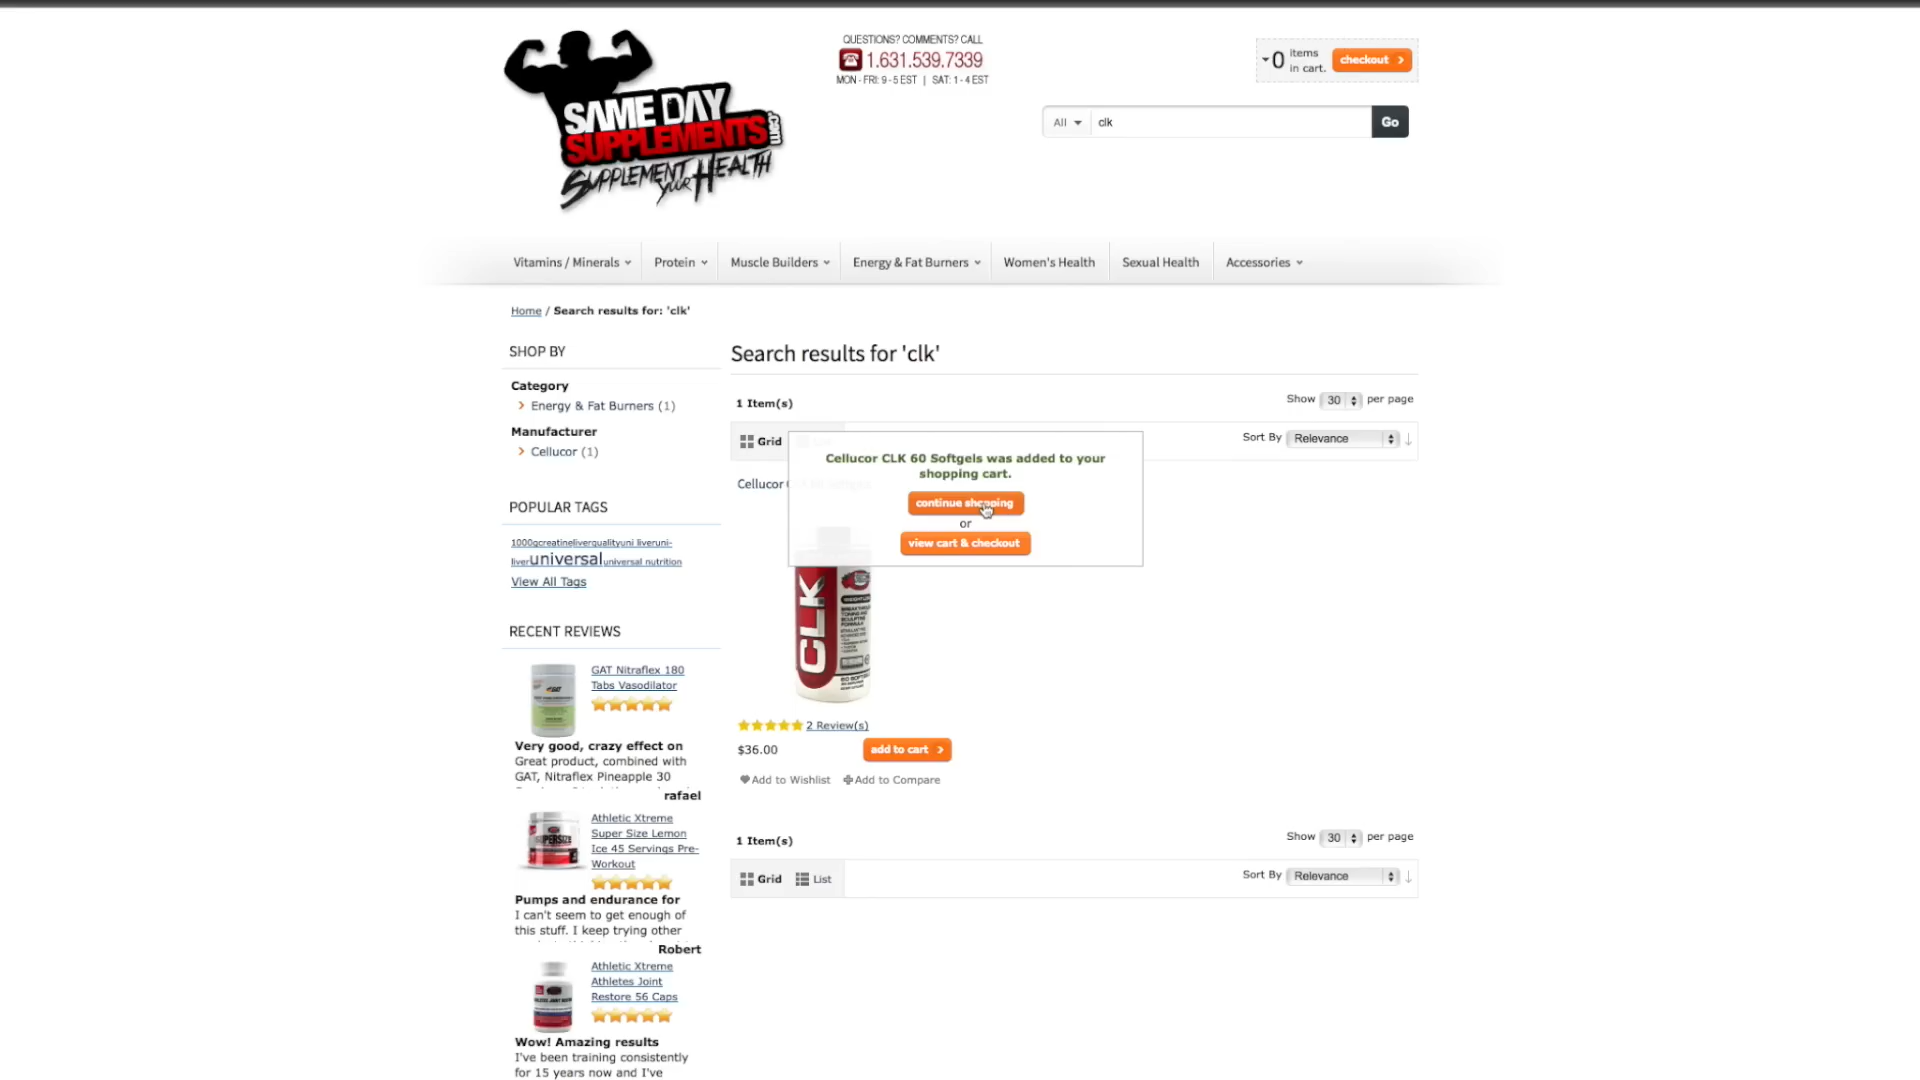 QUESTIONS? COMMENTS? CALL
1.631.539.7339
MON - FRI: 9 - 5 EST | SAT: 1 - 4 EST
0 Items in cart.
checkout
SAME DAY
SUPPLEMENTS.COM
SUPPLEMENT YOUR HEALTH
All clk Go
Vitamins / Minerals Protein Muscle Builders Energy & Fat Burners Women's Health Sexual Health Accessories
Home / Search results for: 'clk'
SHOP BY
Category
Energy & Fat Burners (1)
Manufacturer
Cellucor (1)
POPULAR TAGS
1000gcreatineliverqualityuni liveruni-
liveruniversaluniversal nutrition
View All Tags
RECENT REVIEWS
GAT Nitraflex 180
Tabs Vasodilator
Very good, crazy effect on
Great product, combined with
GAT, Nitraflex Pineapple 30
rafael
Athletic Xtreme
Super Size Lemon
Ice 45 Servings Pre-
Workout
Pumps and endurance for
I can't seem to get enough of
this stuff. I keep trying other
Robert
Athletic Xtreme
Athletes Joint
Restore 56 Caps
Wow! Amazing results
I've been training consistently
for 15 years now and I've
Search results for 'clk'
1 Item(s)
Show 30 per page
Grid
Sort By Relevance
Cellucor
Cellucor CLK 60 Softgels was added to your
shopping cart.
continue shopping
or
view cart & checkout
CLK
2 Review(s)
$36.00
add to cart
Add to Wishlist Add to Compare
1 Item(s)
Show 30 per page
Grid List
Sort By Relevance